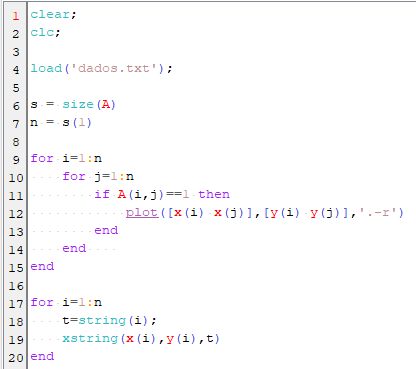 1 clear;
2 clc;
3
4 load('dados.txt');
5
6 s = size(A)
7 n = s(1)
8
9 for i=1:n
10     for j=1:n
11         if A(i,j)==1 then
12             plot([x(i) x(j)],[y(i) y(j)],'.-r')
13         end
14     end
15 end
16
17 for i=1:n
18     t=string(i);
19     xstring(x(i),y(i),t)
20 end